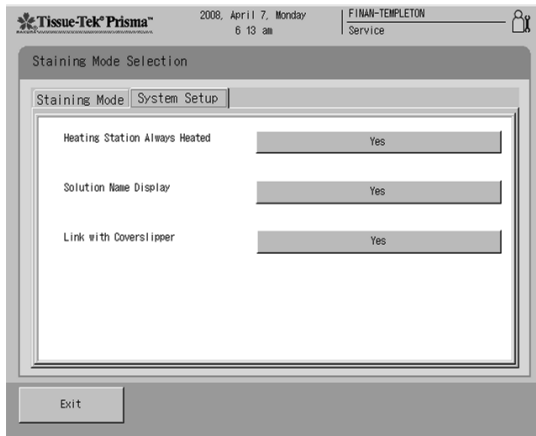 Tissue-Tek® Prisma™
2008, April 7, Monday
6 13 am
FINAN-TEMPLETON
Service
Staining Mode Selection
Staining Mode
System Setup
Heating Station Always Heated
Yes
Solution Name Display
Yes
Link with Coverslipper
Yes
Exit